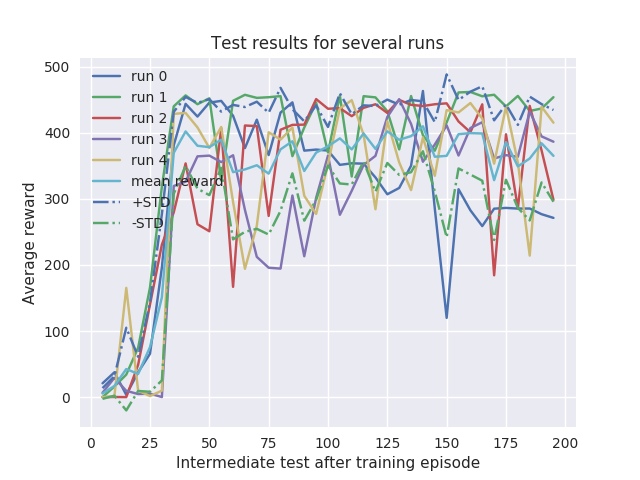 Test results for several runs
500
400
300
200
100
0
Average reward
run 0
run 1
run 2
run 3
run 4
mean reward
+STD
-STD
0 25 50 75 100 125 150 175 200
Intermediate test after training episode